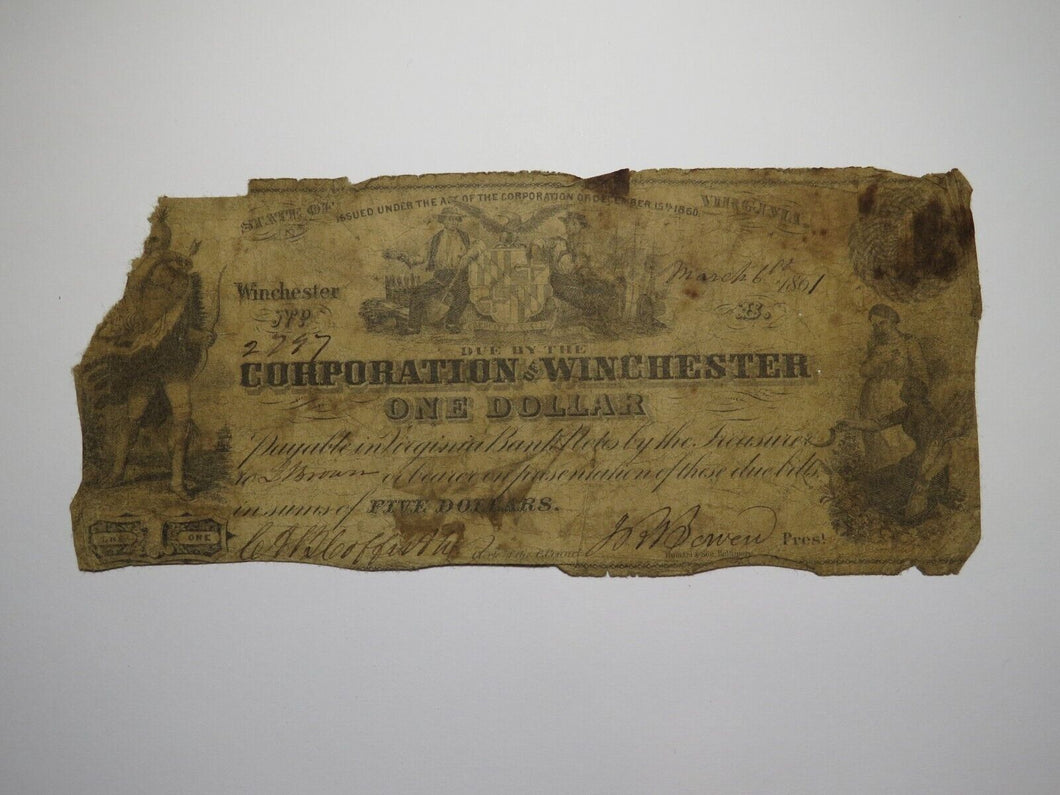 STATE OF VIRGINIA
ISSUED UNDER THE ACT OF THE CORPORATION OF DECEMBER 15th 1860.
Winchester March 1861
No. B.
2797
DUE BY THE
CORPORATION OF WINCHESTER
ONE DOLLAR
Payable in Virginia Bank Notes by the Treasurer
to Brown or bearer on presentation of these due bills
in sums of FIVE DOLLARS.
ONE ONE
Pres!